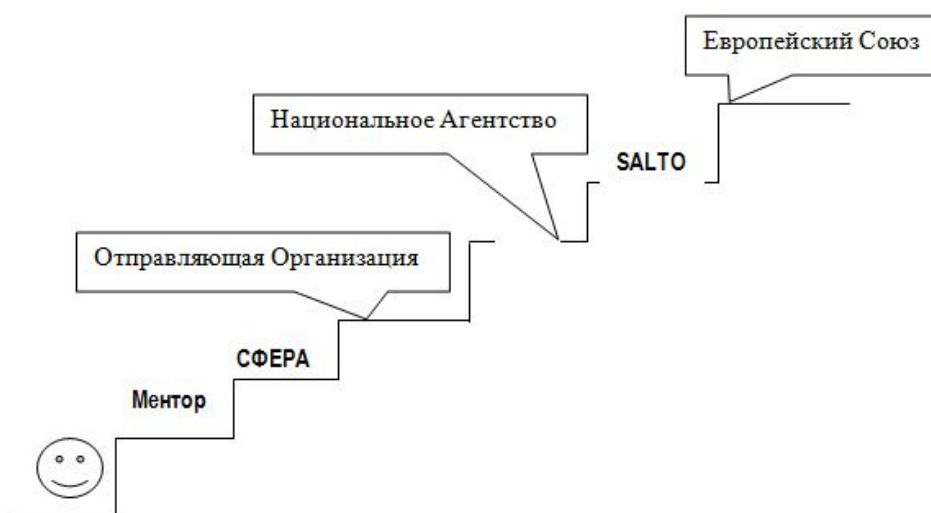 Европейский Союз
Национальное Агентство
SALTO
Отправляющая Организация
СФЕРА
Ментор